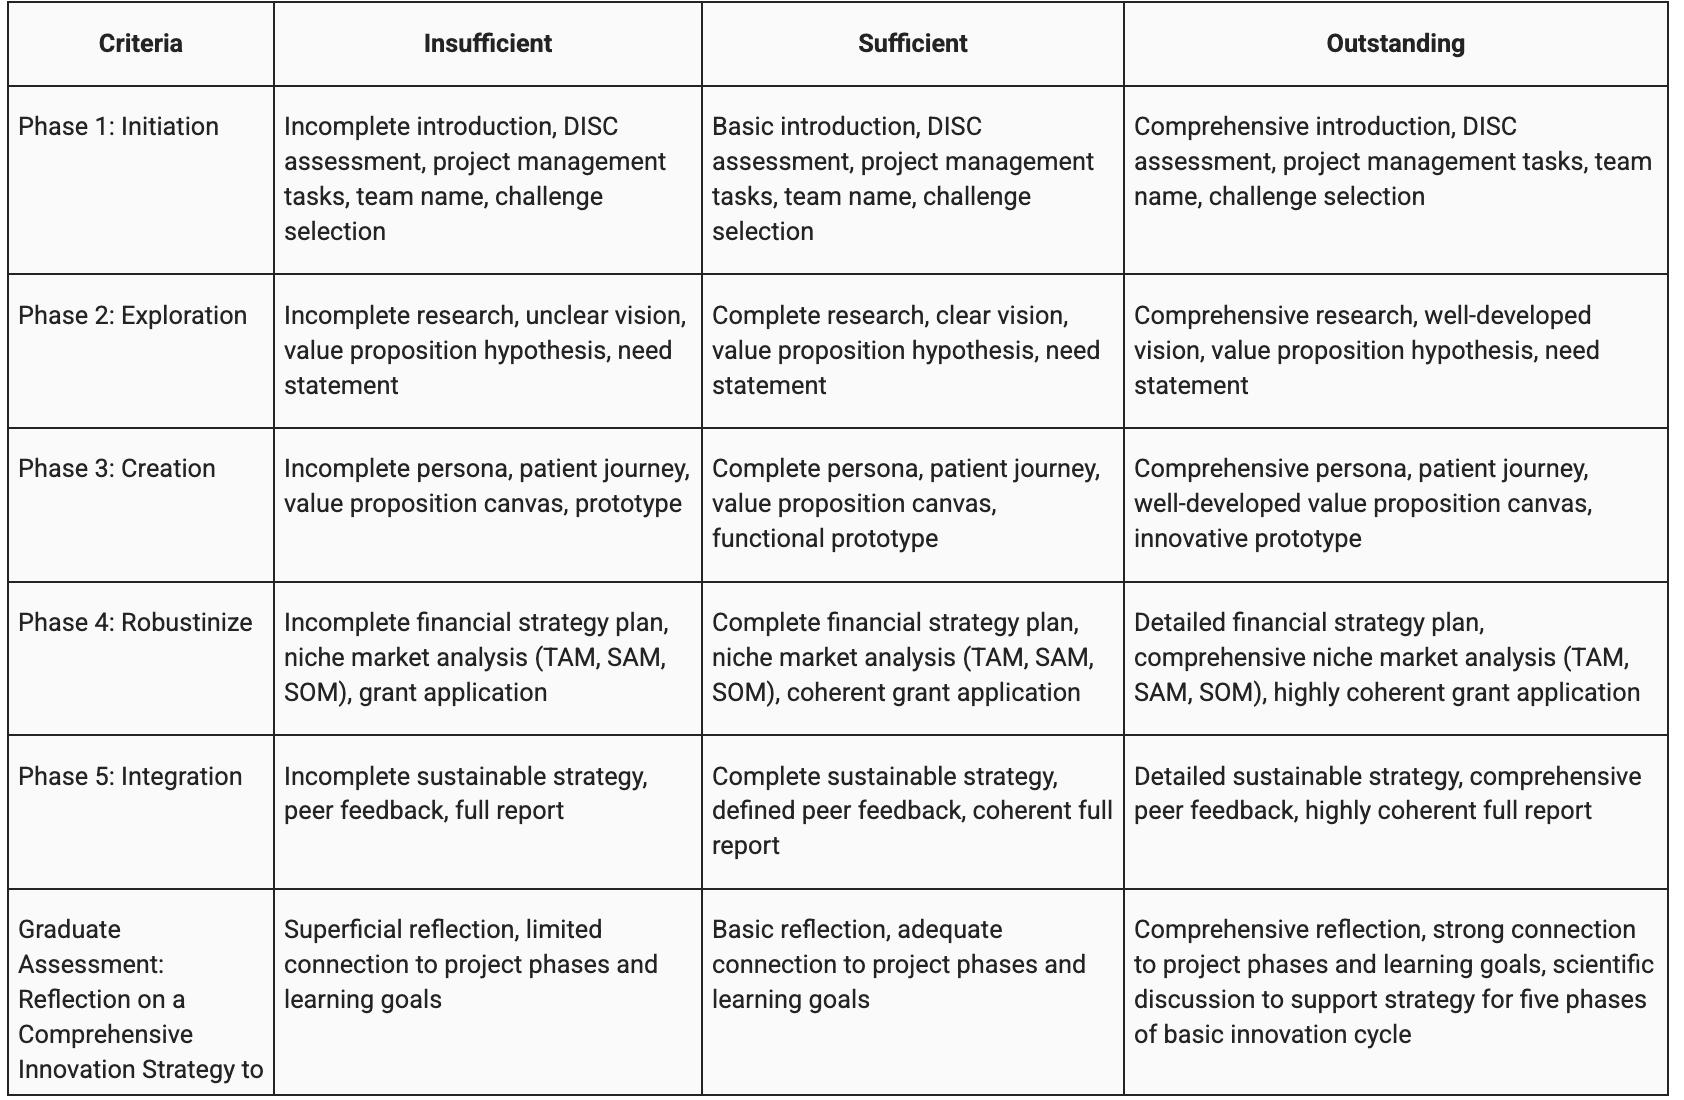 Criteria
Insufficient
Sufficient
Outstanding
Phase 1: Initiation
Incomplete introduction, DISC
assessment, project management
tasks, team name, challenge
selection
Basic introduction, DISC
assessment, project management
tasks, team name, challenge
selection
Comprehensive introduction, DISC
assessment, project management tasks, team
name, challenge selection
Phase 2: Exploration
Incomplete research, unclear vision,
value proposition hypothesis, need
statement
Complete research, clear vision,
value proposition hypothesis, need
statement
Comprehensive research, well-developed
vision, value proposition hypothesis, need
statement
Phase 3: Creation
Incomplete persona, patient journey,
value proposition canvas, prototype
Complete persona, patient journey,
value proposition canvas,
functional prototype
Comprehensive persona, patient journey,
well-developed value proposition canvas,
innovative prototype
Phase 4: Robustinize
Incomplete financial strategy plan,
niche market analysis (TAM, SAM,
SOM), grant application
Complete financial strategy plan,
niche market analysis (TAM, SAM,
SOM), coherent grant application
Detailed financial strategy plan,
comprehensive niche market analysis (TAM,
SAM, SOM), highly coherent grant application
Phase 5: Integration
Incomplete sustainable strategy,
peer feedback, full report
Complete sustainable strategy,
defined peer feedback, coherent full
report
Detailed sustainable strategy, comprehensive
peer feedback, highly coherent full report
Graduate
Assessment:
Reflection on a
Comprehensive
Innovation Strategy to
Superficial reflection, limited
connection to project phases and
learning goals
Basic reflection, adequate
connection to project phases and
learning goals
Comprehensive reflection, strong connection
to project phases and learning goals, scientific
discussion to support strategy for five phases
of basic innovation cycle